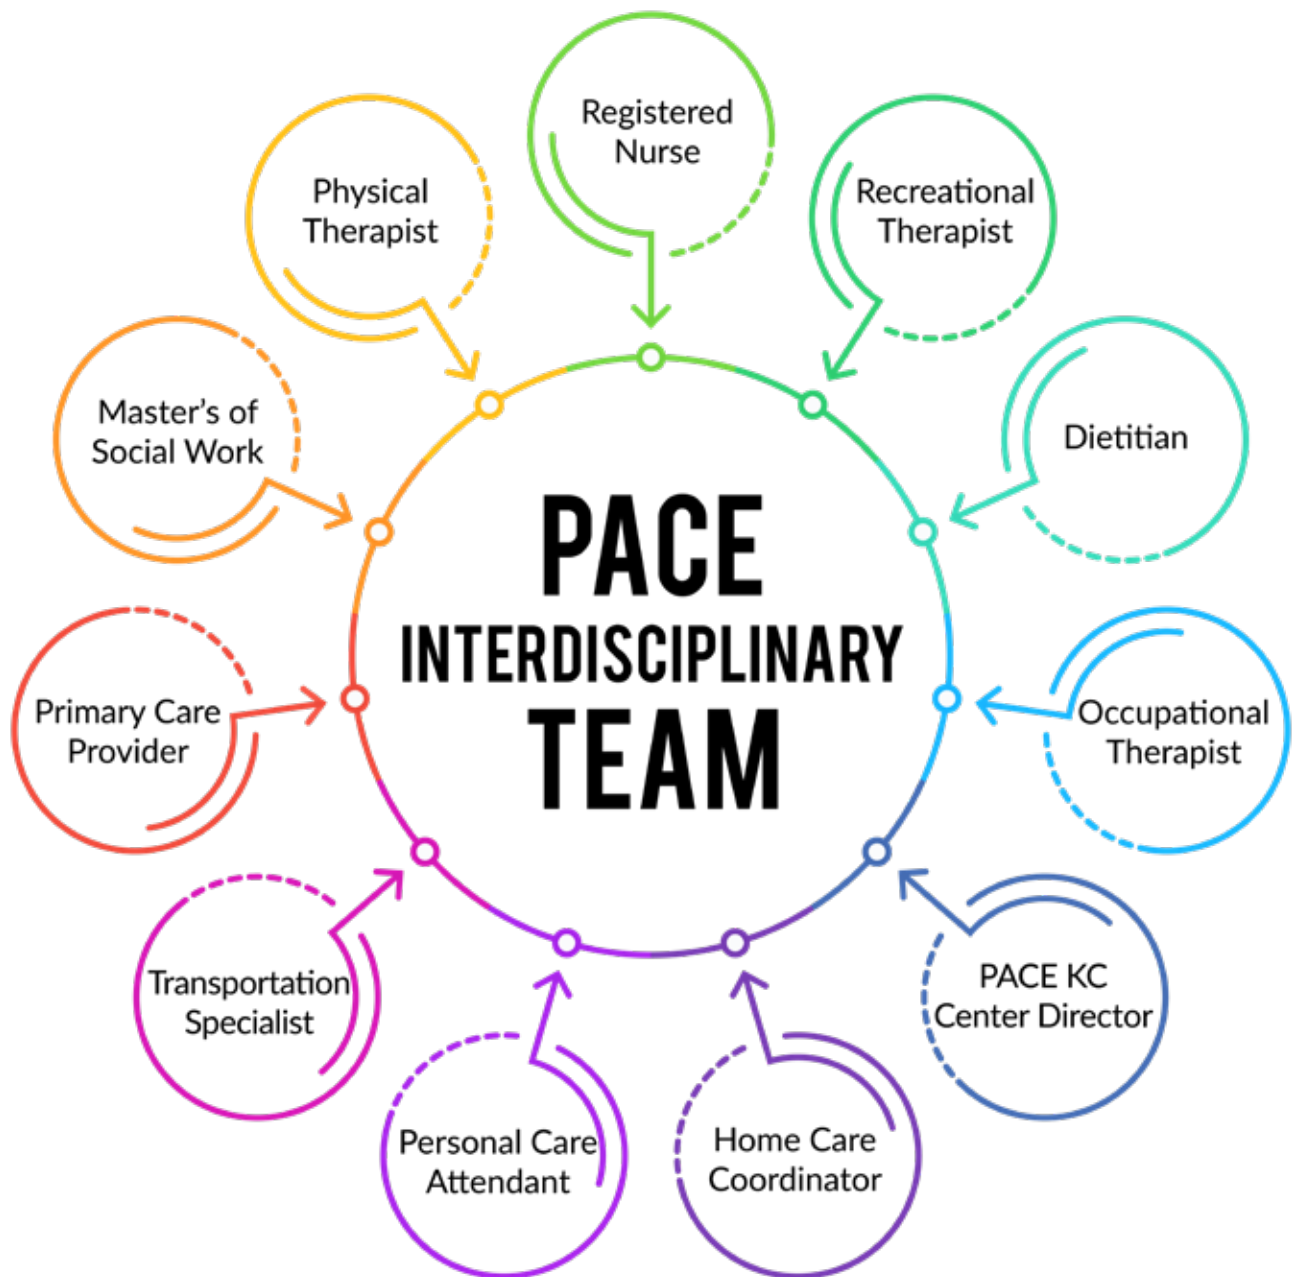 Registered
Nurse
Recreational
Therapist
Dietitian
Occupational
Therapist
PACE KC
Center Director
Home Care
Coordinator
Personal Care
Attendant
Transportation
Specialist
Primary Care
Provider
Master's of
Social Work
Physical
Therapist
PACE
INTERDISCIPLINARY
TEAM